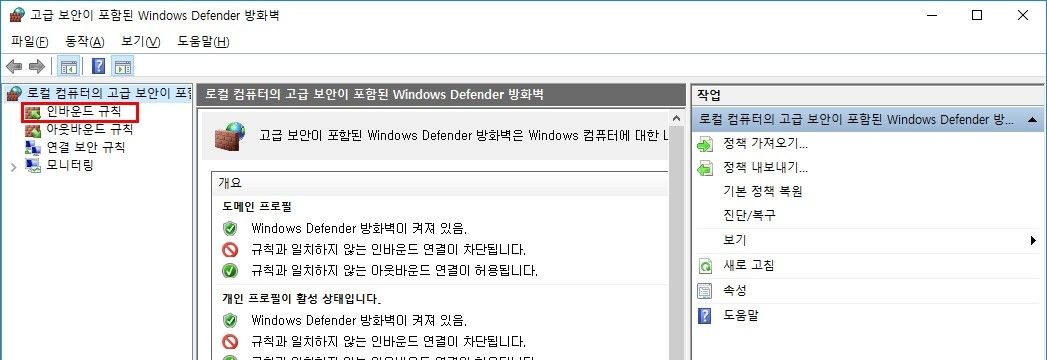 고급 보안이 포함된 Windows Defender 방화벽
파일(F) 동작(A) 보기(V) 도움말(H)
로컬 컴퓨터의 고급 보안이 포함
인바운드 규칙
아웃바운드 규칙
연결 보안 규칙
모니터링
로컬 컴퓨터의 고급 보안이 포함된 Windows Defender 방화벽
고급 보안이 포함된 Windows Defender 방화벽은 Windows 컴퓨터에 대한
개요
도메인 프로필
Windows Defender 방화벽이 켜져 있음.
규칙과 일치하지 않는 인바운드 연결이 차단됩니다.
규칙과 일치하지 않는 아웃바운드 연결이 허용됩니다.
개인 프로필이 활성 상태입니다.
Windows Defender 방화벽이 켜져 있음.
규칙과 일치하지 않는 인바운드 연결이 차단됩니다.
작업
로컬 컴퓨터의 고급 보안이 포함된 Windows Defender 방...
정책 가져오기...
정책 내보내기...
기본 정책 복원
진단/복구
보기
새로 고침
속성
도움말